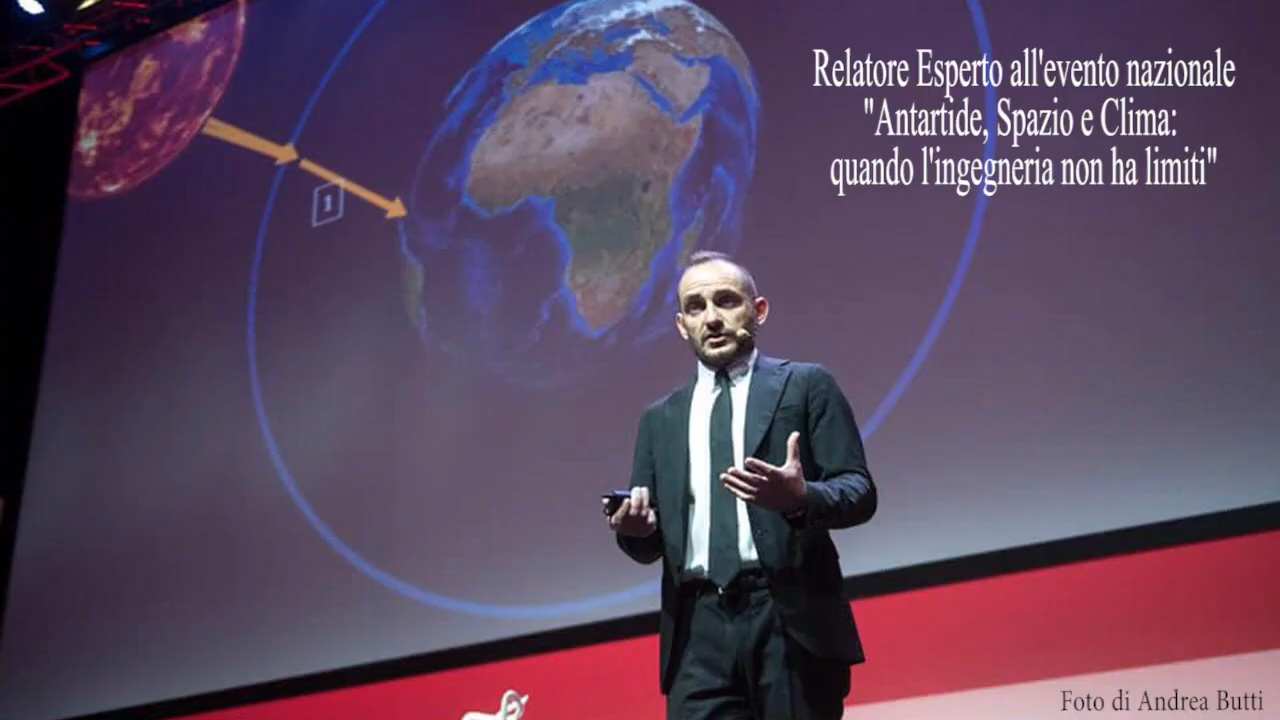 Relatore Esperto all'evento nazionale
"Antartide, Spazio e Clima:
quando l'ingegneria non ha limiti"
1
Foto di Andrea Butti